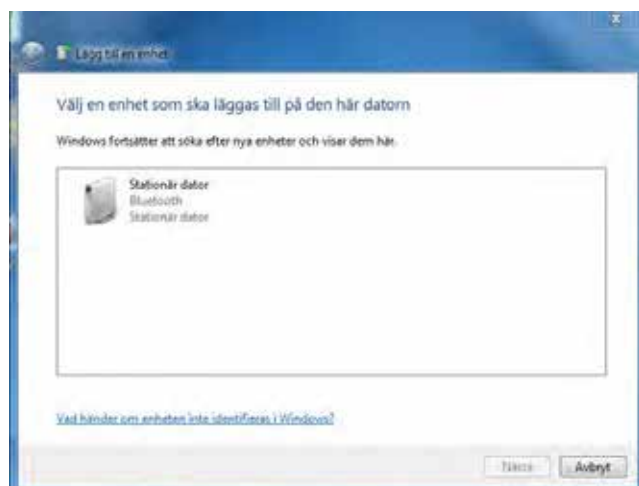 Lägg till en enhet
Välj en enhet som ska läggas till på den här datorn
Windows fortsätter att söka efter nya enheter och visar dem här.
Stationär dator
Bluetooth
Stationär dator
Vad händer om enheten inte identifieras i Windows?
Nästa
Avbryt